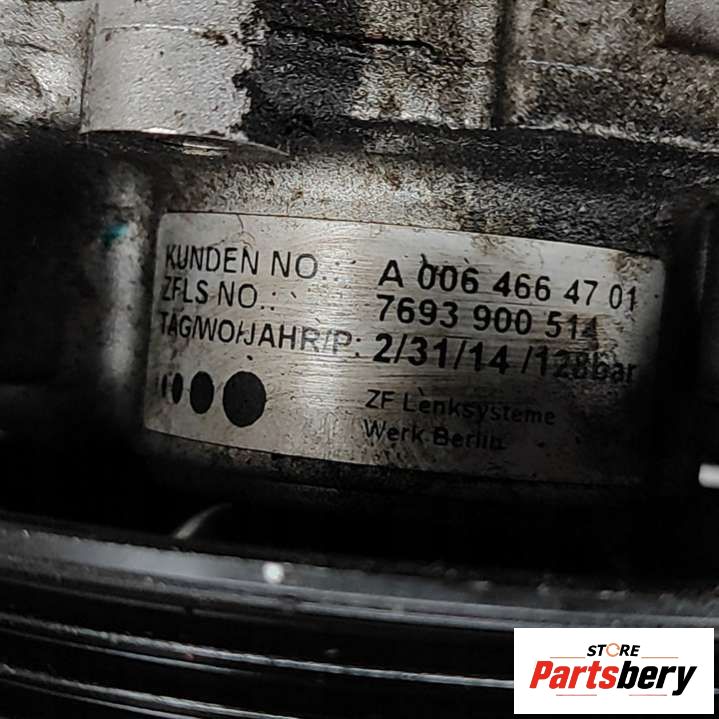 KUNDEN NO.: A 006 466 47 01
ZFLS NO.: 7693 900 514
TAG/WO/JAHR/P: 2/31/14 /128bar
ZF Lenksysteme
Werk Berlin
STORE
Partsbery